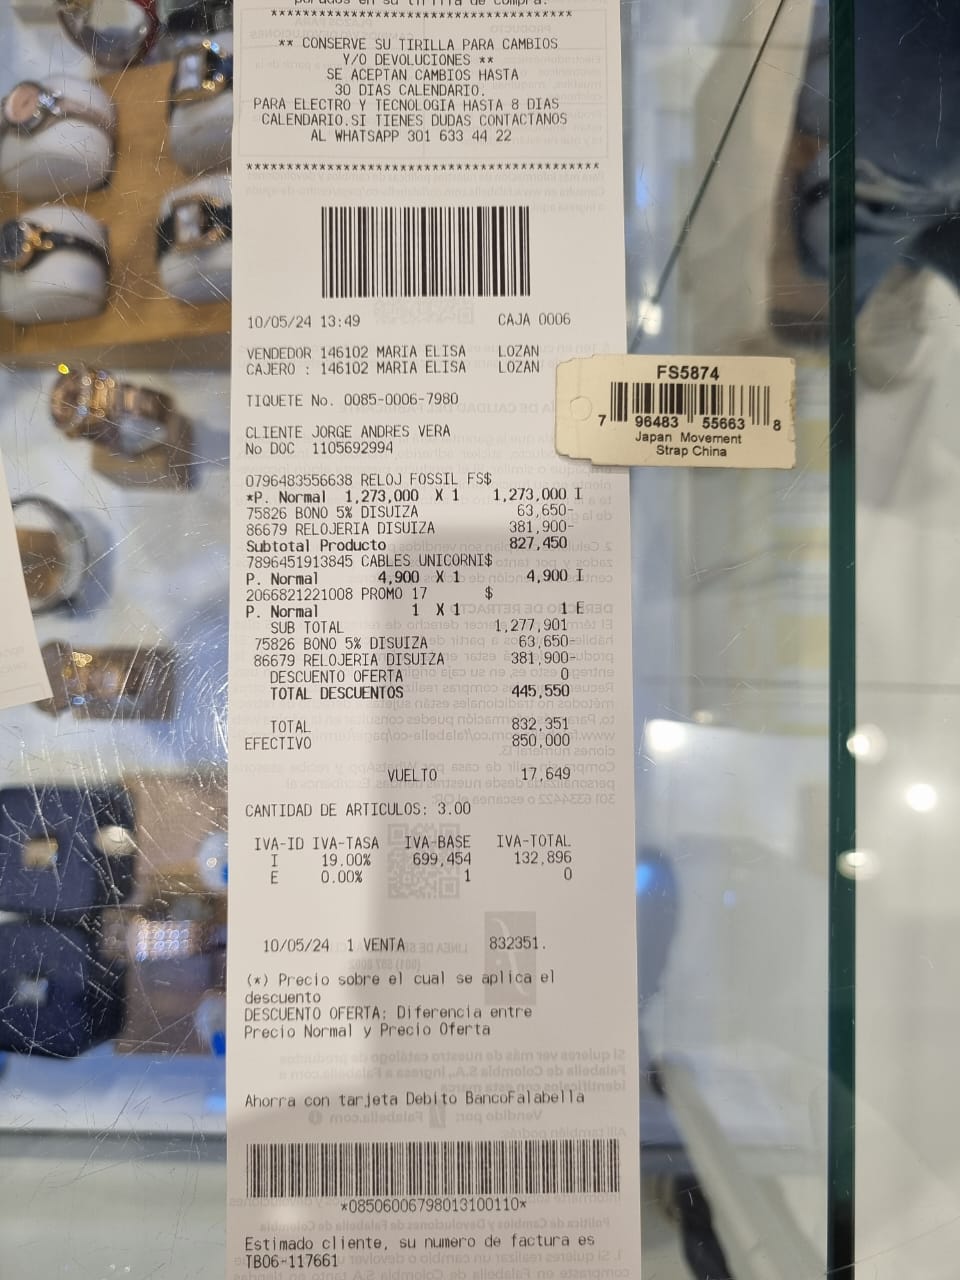 ** CONSERVE SU TIRILLA PARA CAMBIOS
Y/O DEVOLUCIONES **
SE ACEPTAN CAMBIOS HASTA
30 DIAS CALENDARIO.
PARA ELECTRO Y TECNOLOGIA HASTA 8 DIAS
CALENDARIO.SI TIENES DUDAS CONTACTANOS
AL WHATSAPP 301 633 44 22
10/05/24 13:49 CAJA 0006
VENDEDOR 146102 MARIA ELISA LOZAN
CAJERO : 146102 MARIA ELISA LOZAN
TIQUETE No. 0085-0006-7980
CLIENTE JORGE ANDRES VERA
No DOC 1105692994
0796483556638 RELOJ FOSSIL FS$
*P. Normal 1,273,000 X 1 1,273,000 I
75826 BONO 5% DISUIZA 63,650-
86679 RELOJERIA DISUIZA 381,900-
Subtotal Producto 827,450
7896451913845 CABLES UNICORNI$
P. Normal 4,900 X 1 4,900 I
2066821221008 PROMO 17 $
P. Normal 1 X 1 1 E
SUB TOTAL 1,277,901
75826 BONO 5% DISUIZA 63,650-
86679 RELOJERIA DISUIZA 381,900-
DESCUENTO OFERTA 0
TOTAL DESCUENTOS 445,550
TOTAL 832,351
EFECTIVO 850,000
VUELTO 17,649
CANTIDAD DE ARTICULOS: 3.00
IVA-ID IVA-TASA IVA-BASE IVA-TOTAL
I 19.00% 699,454 132,896
E 0.00% 1 0
10/05/24 1 VENTA 832351.
(*) Precio sobre el cual se aplica el
descuento
DESCUENTO OFERTA: Diferencia entre
Precio Normal y Precio Oferta
Ahorra con tarjeta Debito BancoFalabella
*08506006798013100110*
Estimado cliente, su numero de factura es
TB06-117661
FS5874
7 96483 55663 8
Japan Movement
Strap China